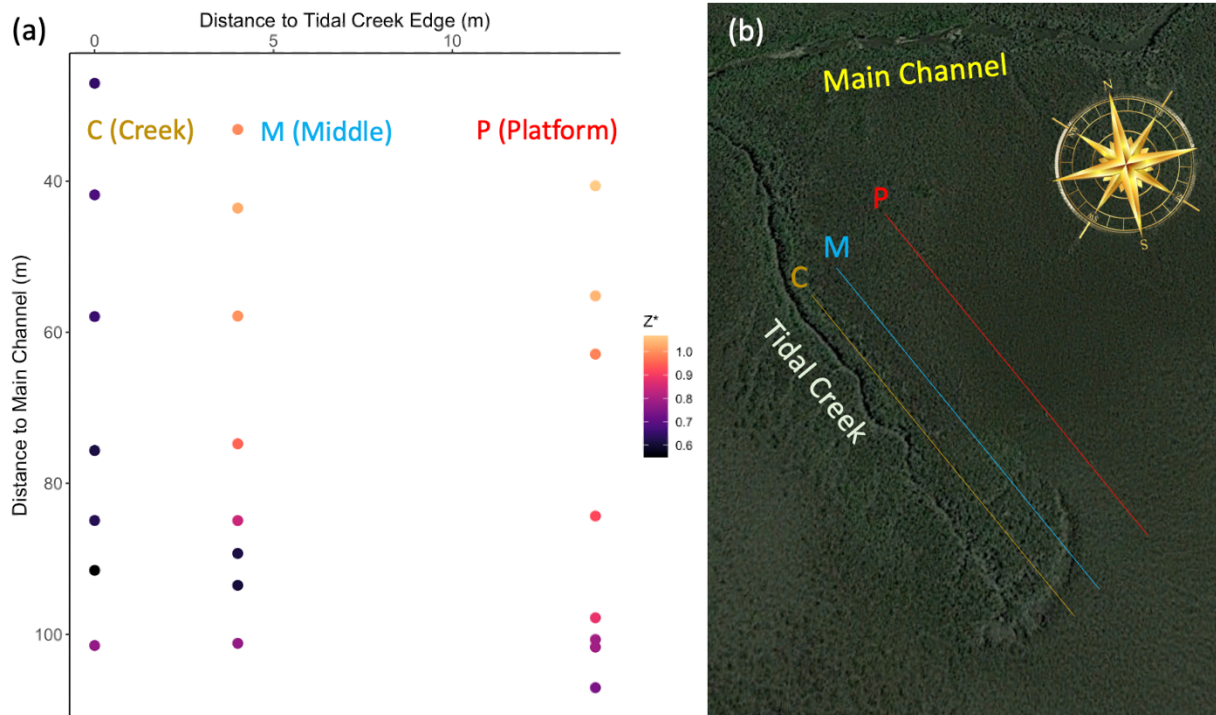 (a)
Distance to Tidal Creek Edge (m)
0 5 10
C (Creek) M (Middle) P (Platform)
Distance to Main Channel (m)
40
60
80
100
Z*
1.0
0.9
0.8
0.7
0.6
(b)
Main Channel
N
S
P
M
C
Tidal Creek